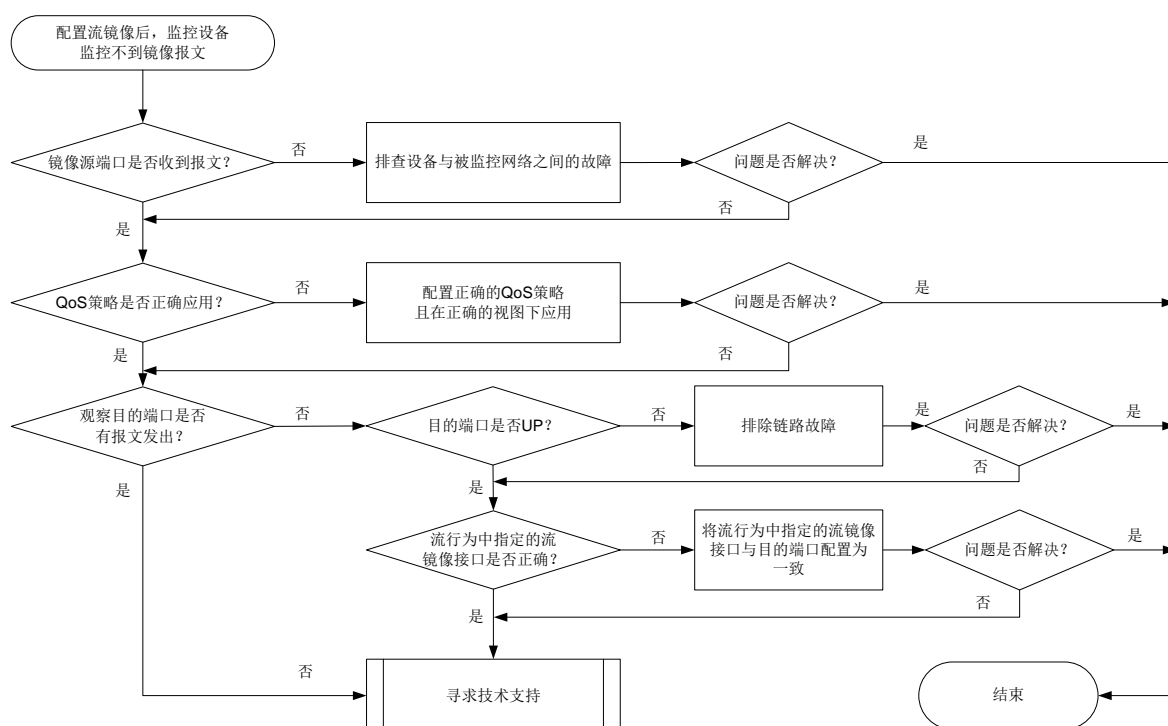 配置流镜像后，监控设备
监控不到镜像报文
镜像源端口是否收到报文？
否
排查设备与被监控网络之间的故障
问题是否解决？
是
否
是
QoS策略是否正确应用？
否
配置正确的QoS策略
且在正确的视图下应用
问题是否解决？
是
否
是
观察目的端口是否
有报文发出？
否
目的端口是否UP？
否
排除链路故障
是
问题是否解决？
是
否
是
是
流行为中指定的流
镜像接口是否正确？
否
将流行为中指定的流镜像
接口与目的端口配置为
一致
问题是否解决？
是
否
是
否
寻求技术支持
结束